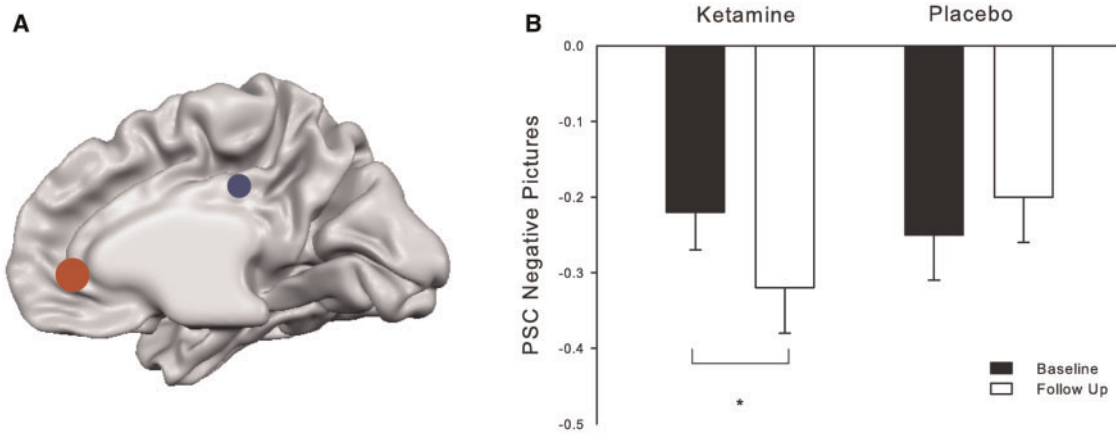 A
B
Ketamine
Placebo
0.0
-0.1
-0.2
-0.3
-0.4
-0.5
PSC Negative Pictures
*
Baseline
Follow Up